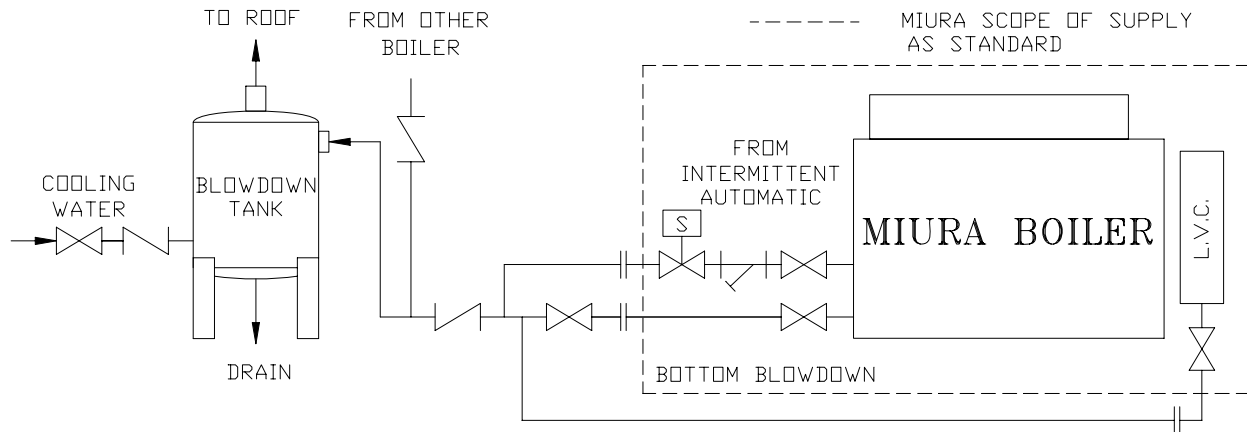 TO ROOF
FROM OTHER
BOILER
MIURA SCOPE OF SUPPLY
AS STANDARD
FROM
INTERMITTENT
AUTOMATIC
COOLING
WATER
BLOWDOWN
TANK
S
MIURA BOILER
L.V.C.
DRAIN
BOTTOM BLOWDOWN